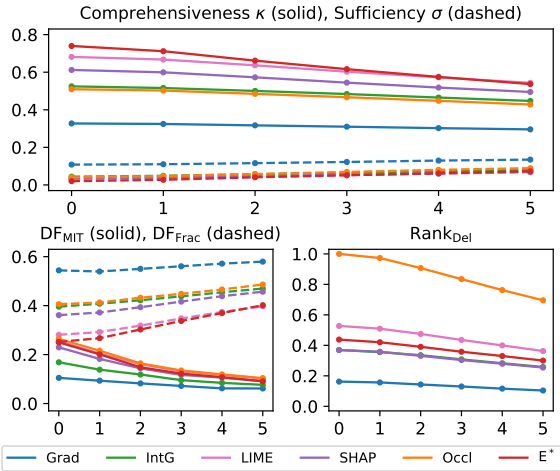 Comprehensiveness κ (solid), Sufficiency σ (dashed)
0.8
0.6
0.4
0.2
0.0
0 1 2 3 4 5
DF_MIT (solid), DF_Frac (dashed)
0.6
0.4
0.2
0.0
0 1 2 3 4 5
Rank_Del
1.0
0.8
0.6
0.4
0.2
0.0
0 1 2 3 4 5
Grad IntG LIME SHAP Occl E*